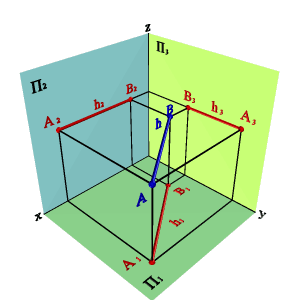 z
Π₃
Π₂
B₂
h₂
A₂
B₃
h₃
A₃
B
h
A
B₁
h₁
A₁
Π₁
x
y